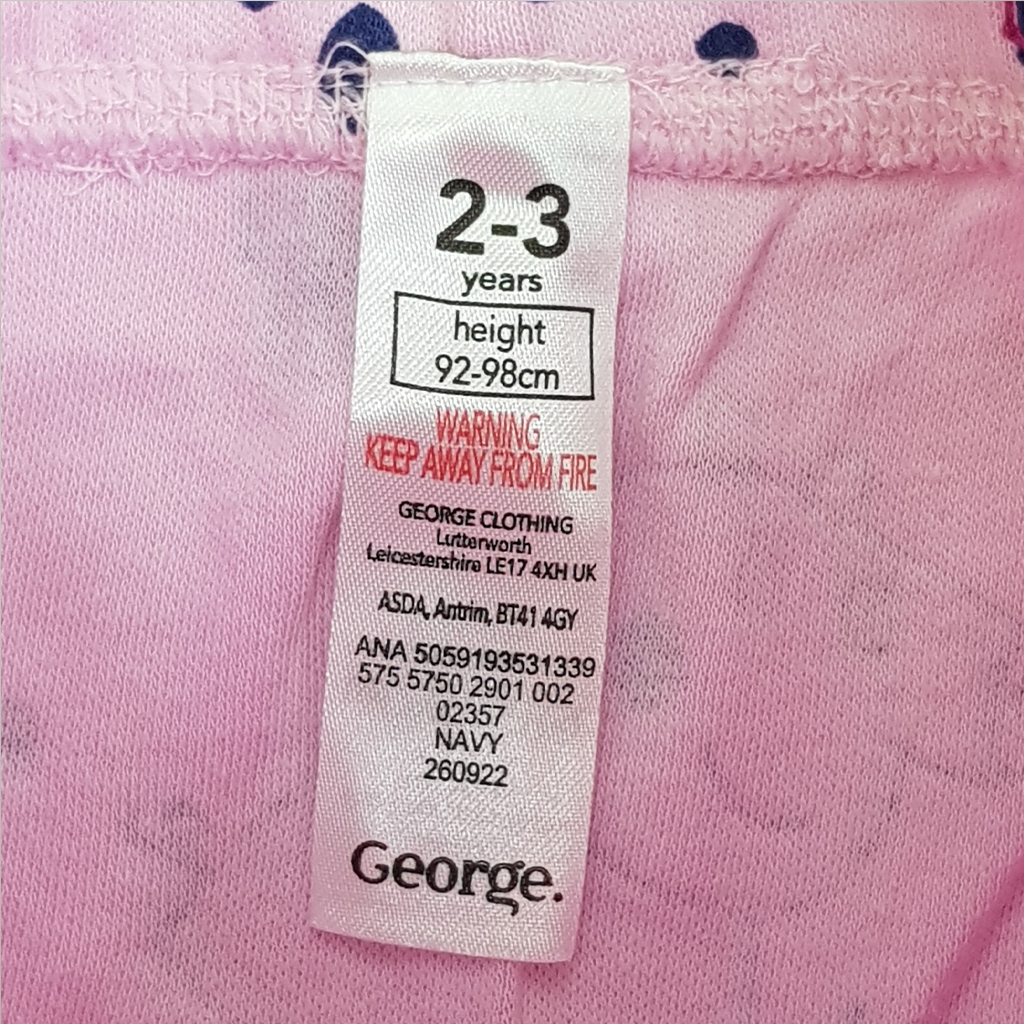 2-3
years
height
92-98cm
WARNING
KEEP AWAY FROM FIRE
GEORGE CLOTHING
Lutterworth
Leicestershire LE17 4XH UK
ASDA, Antrim, BT41 4GY
ANA 5059193531339
575 5750 2901 002
02357
NAVY
260922
George.